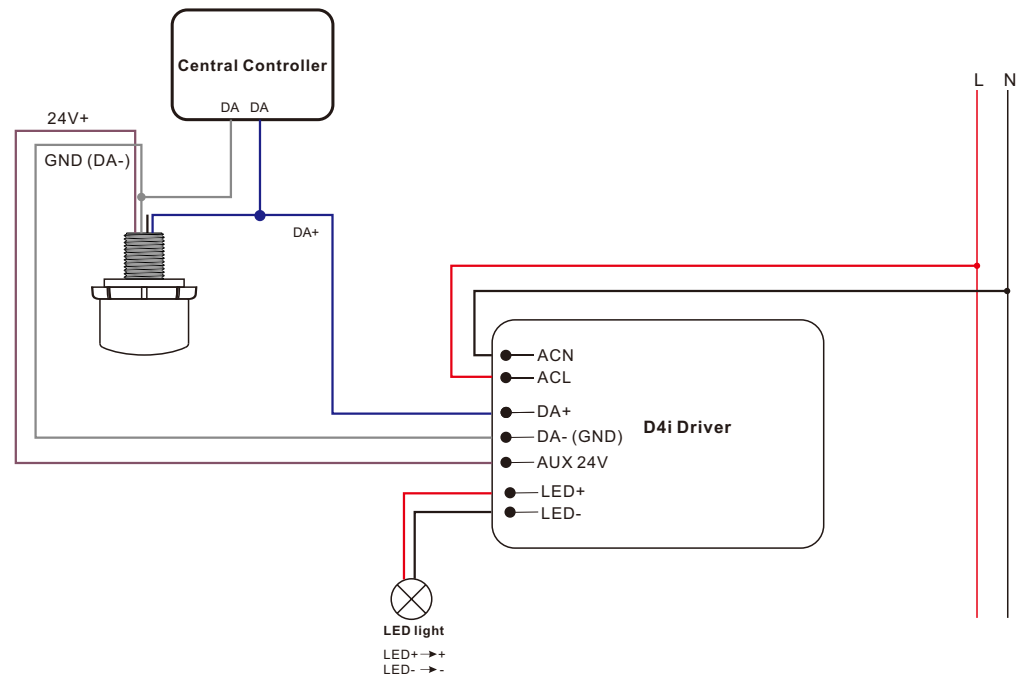 Central Controller
DA DA
24V+
GND (DA-)
DA+
L N
ACN
ACL
DA+
DA- (GND)
AUX 24V
LED+
LED-
D4i Driver
LED light
LED+→+
LED-→-